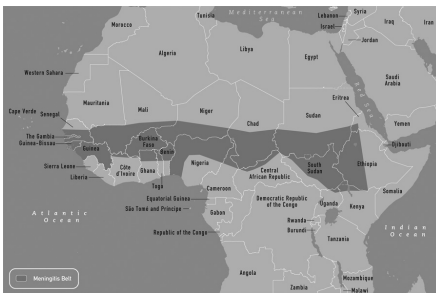 Mediterranean
Sea
Tunisia
Morocco
Lebanon
Syria
Israel
Iraq
Iran
Jordan
Algeria
Libya
Egypt
Western Sahara
Saudi
Arabia
Red Sea
Mauritania
Mali
Niger
Chad
Sudan
Eritrea
Yemen
Cape Verde
Senegal
The Gambia
Guinea-Bissau
Guinea
Burkina
Faso
Benin
Djibouti
Ethiopia
Sierra Leone
Liberia
Côte
d'Ivoire
Ghana
Togo
Nigeria
Cameroon
Central
African Republic
South
Sudan
Somalia
Equatorial Guinea
São Tomé and Príncipe
Gabon
Republic of the Congo
Democratic Republic
of the Congo
Uganda
Kenya
Rwanda
Burundi
Tanzania
Atlantic
Ocean
Indian
Ocean
Angola
Zambia
Mozambique
Malawi
Meningitis Belt